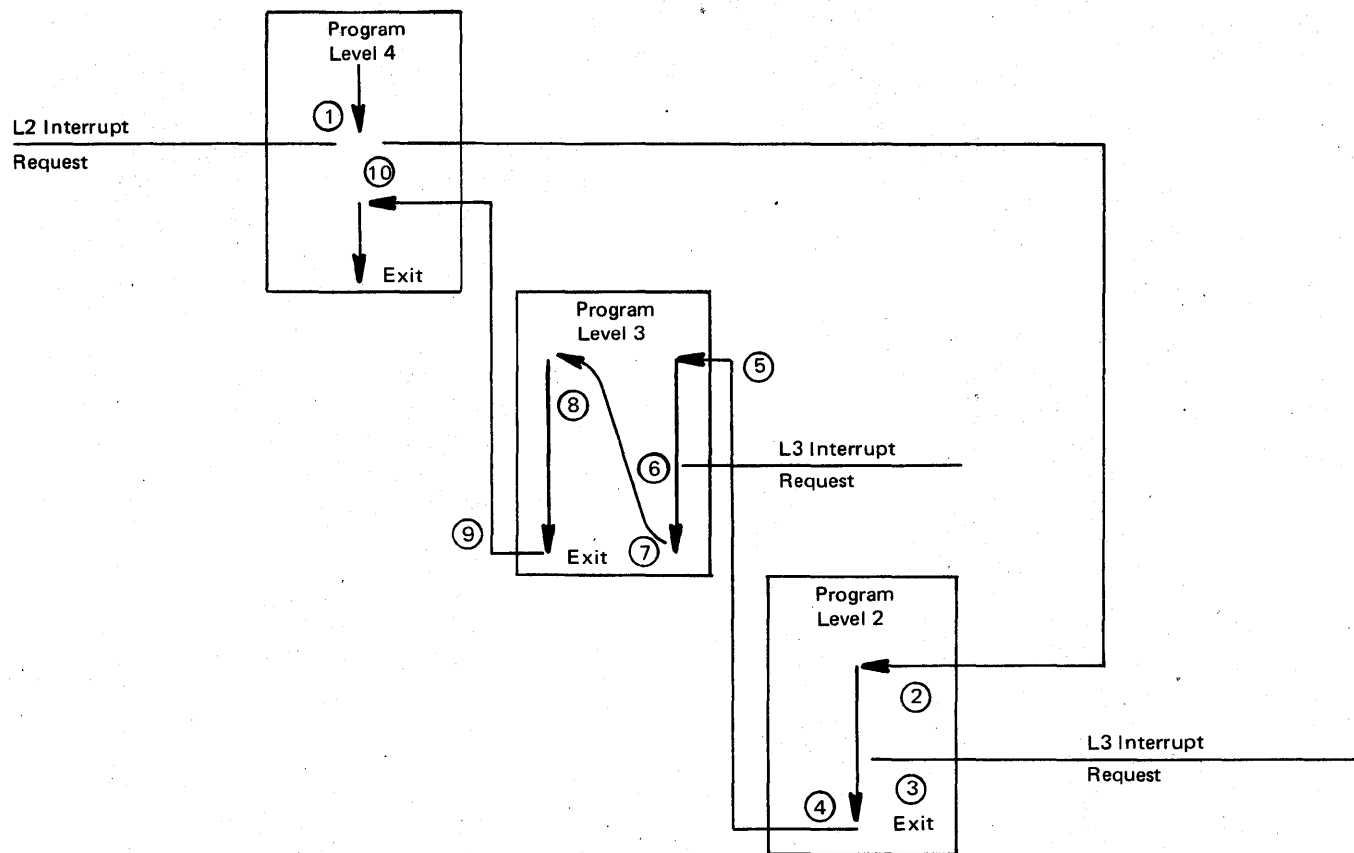 Program
Level 4
1
L2 Interrupt
Request
10
Exit
Program
Level 3
5
8
L3 Interrupt
6
Request
9
Exit
7
Program
Level 2
2
L3 Interrupt
Request
3
4
Exit